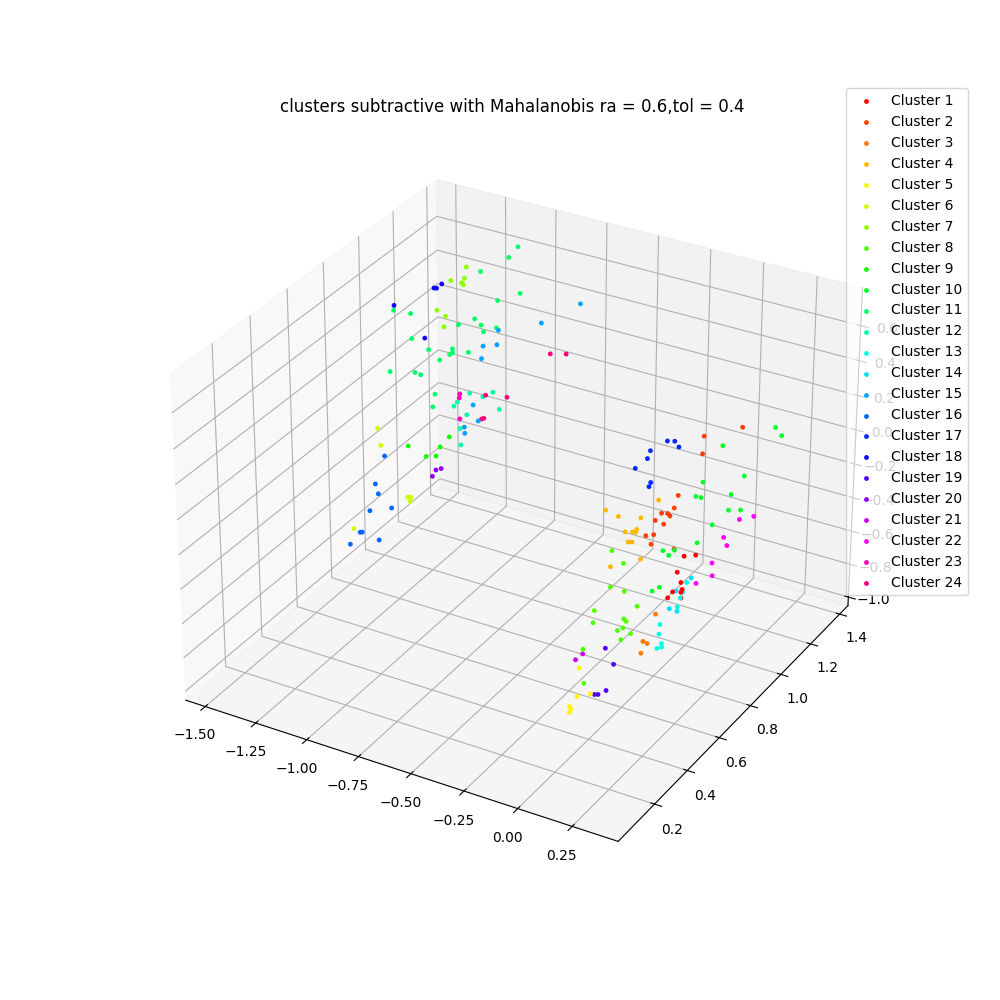 clusters subtractive with Mahalanobis ra = 0.6,tol = 0.4
Cluster 1
Cluster 2
Cluster 3
Cluster 4
Cluster 5
Cluster 6
Cluster 7
Cluster 8
Cluster 9
Cluster 10
Cluster 11
Cluster 12
Cluster 13
Cluster 14
Cluster 15
Cluster 16
Cluster 17
Cluster 18
Cluster 19
Cluster 20
Cluster 21
Cluster 22
Cluster 23
Cluster 24
0.4
0.2
0.0
−0.2
−0.6
−0.8
−1.0
1.4
1.2
1.0
0.8
0.6
0.4
0.2
−1.50
−1.25
−1.00
−0.75
−0.50
−0.25
0.00
0.25